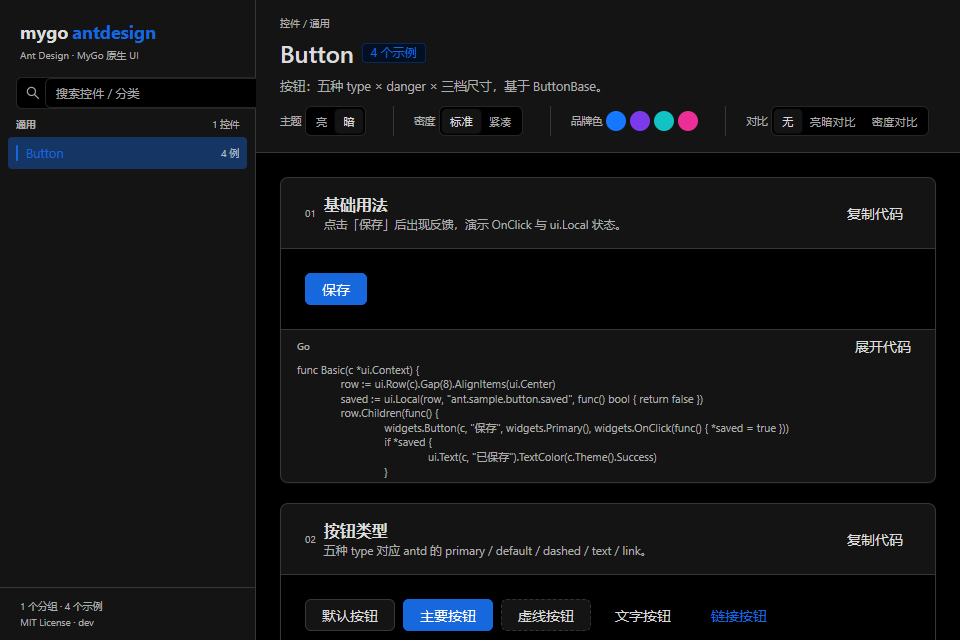 mygo antdesign
Ant Design · MyGo 原生 UI
搜索控件 / 分类
通用
1 控件
Button
4 例
1 个分组 · 4 个示例
MIT License · dev
控件 / 通用
Button 4 个示例
按钮：五种 type × danger × 三档尺寸，基于 ButtonBase。
主题 亮 暗 密度 标准 紧凑 品牌色 对比 无 亮暗对比 密度对比
01 基础用法
点击「保存」后出现反馈，演示 OnClick 与 ui.Local 状态。
复制代码
保存
Go
展开代码
func Basic(c *ui.Context) {
row := ui.Row(c).Gap(8).AlignItems(ui.Center)
saved := ui.Local(row, "ant.sample.button.saved", func() bool { return false })
row.Children(func() {
widgets.Button(c, "保存", widgets.Primary(), widgets.OnClick(func() { *saved = true }))
if *saved {
ui.Text(c, "已保存").TextColor(c.Theme().Success)
}
02 按钮类型
五种 type 对应 antd 的 primary / default / dashed / text / link。
复制代码
默认按钮 主要按钮 虚线按钮 文字按钮 链接按钮